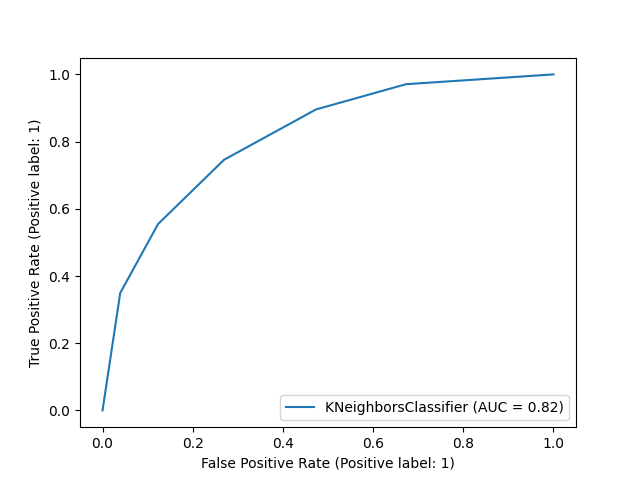 1.0
0.8
0.6
0.4
0.2
0.0
True Positive Rate (Positive label: 1)
KNeighborsClassifier (AUC = 0.82)
0.0 0.2 0.4 0.6 0.8 1.0
False Positive Rate (Positive label: 1)